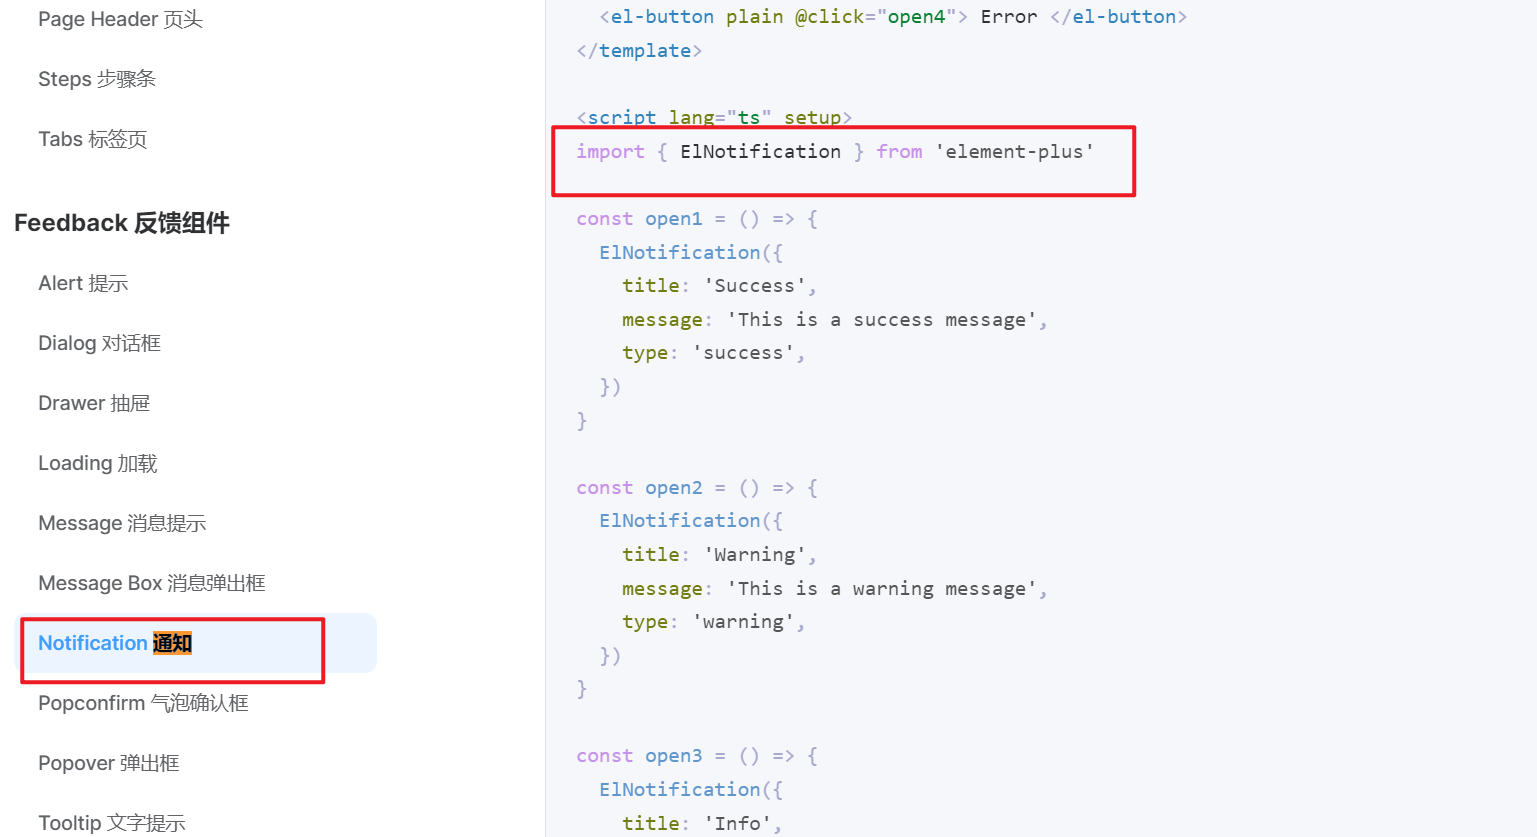 Page Header 页头
Steps 步骤条
Tabs 标签页
Feedback 反馈组件
Alert 提示
Dialog 对话框
Drawer 抽屉
Loading 加载
Message 消息提示
Message Box 消息弹出框
Notification 通知
Popconfirm 气泡确认框
Popover 弹出框
Tooltip 文字提示
<el-button plain @click="open4"> Error </el-button>
</template>
<script lang="ts" setup>
import { ElNotification } from 'element-plus'
const open1 = () => {
ElNotification({
title: 'Success',
message: 'This is a success message',
type: 'success',
})
}
const open2 = () => {
ElNotification({
title: 'Warning',
message: 'This is a warning message',
type: 'warning',
})
}
const open3 = () => {
ElNotification({
title: 'Info',